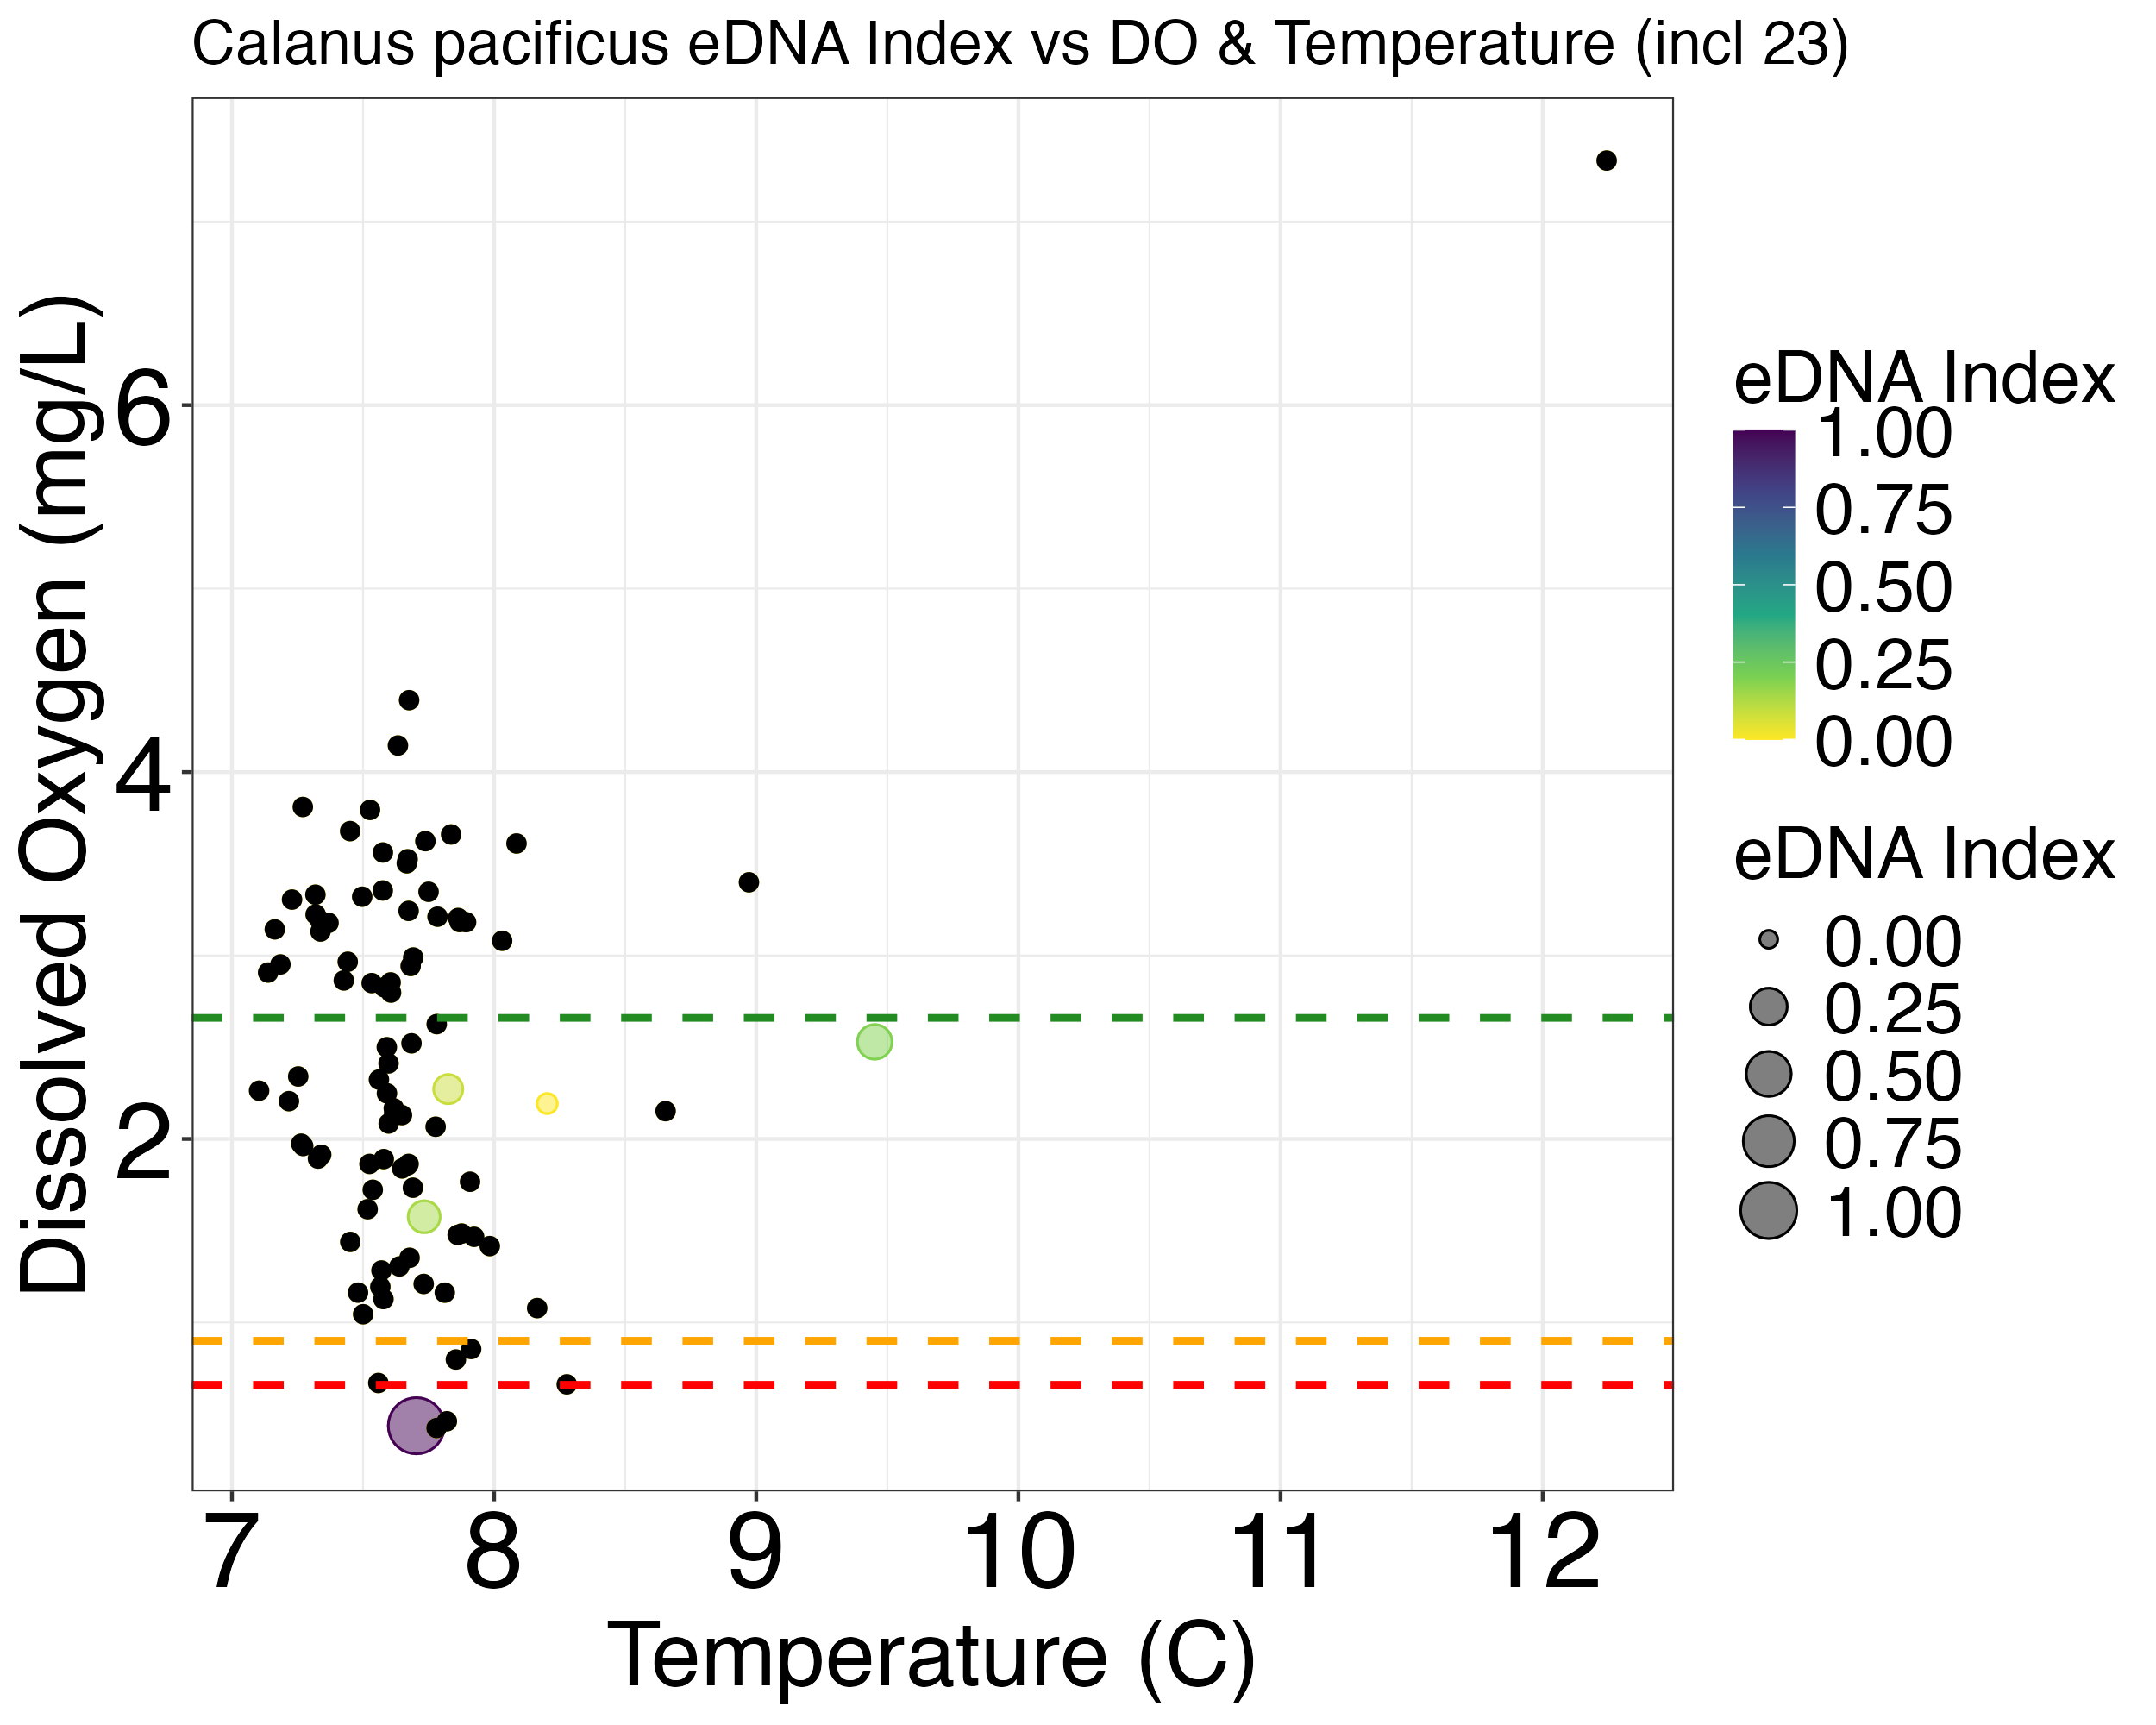 Calanus pacificus eDNA Index vs DO & Temperature (incl 23)
Dissolved Oxygen (mg/L)
6
4
2
7 8 9 10 11 12
Temperature (C)
eDNA Index
1.00
0.75
0.50
0.25
0.00
eDNA Index
0.00
0.25
0.50
0.75
1.00